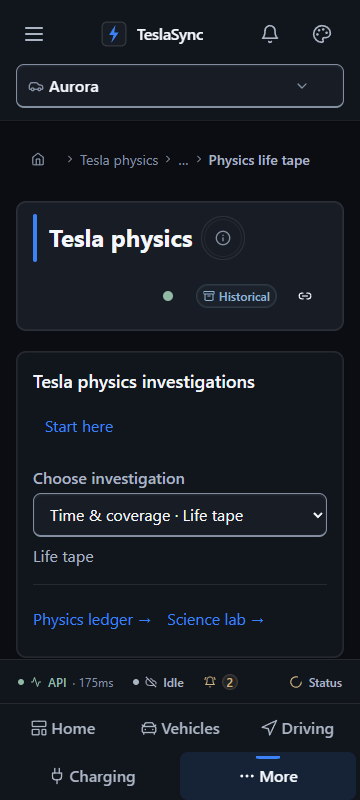 TeslaSync
Aurora
Tesla physics ... Physics life tape
Tesla physics
Historical
Tesla physics investigations
Start here
Choose investigation
Time & coverage · Life tape
Life tape
Physics ledger → Science lab →
API · 175ms Idle 2 Status
Home Vehicles Driving
Charging More